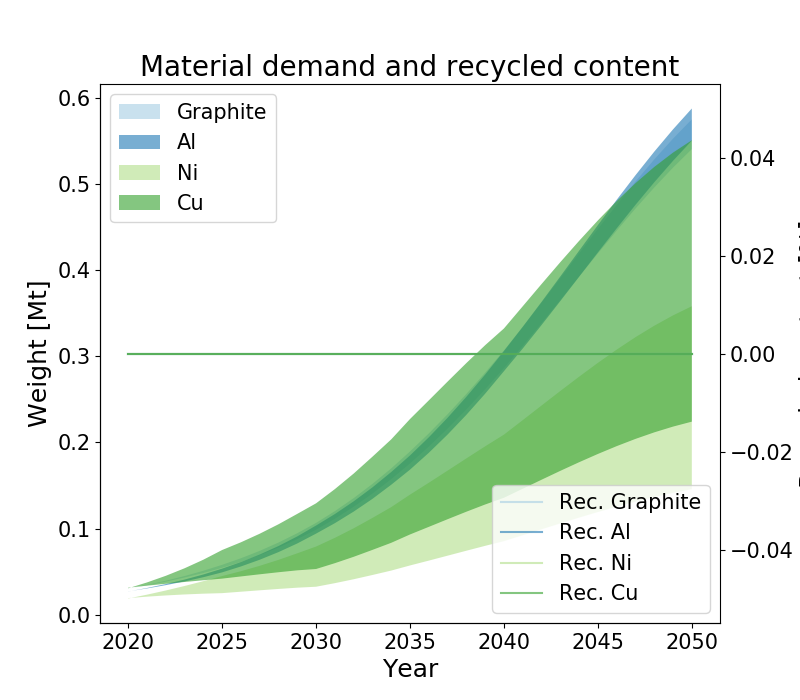 Material demand and recycled content
Graphite
Al
Ni
Cu
0.6
0.5
0.4
0.3
0.2
0.1
0.0
Weight [Mt]
0.04
0.02
0.00
−0.02
−0.04
Rec. Graphite
Rec. Al
Rec. Ni
Rec. Cu
2020 2025 2030 2035 2040 2045 2050
Year